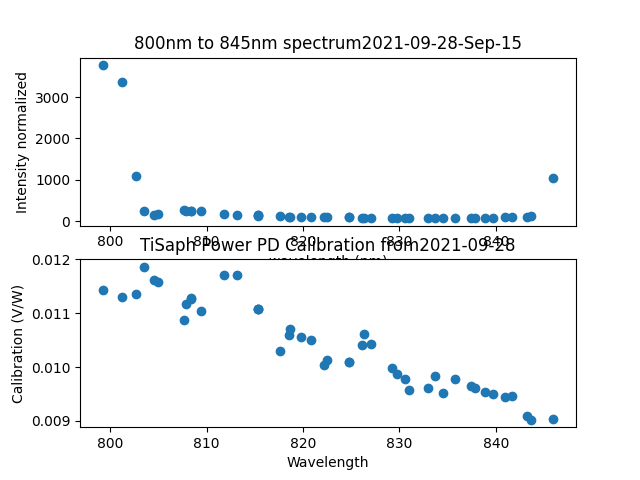 800nm to 845nm spectrum2021-09-28-Sep-15
3000
2000
1000
0
Intensity normalized
800 810 820 830 840
wavelength (nm)
TiSaph Power PD Calibration from2021-09-28
0.012
0.011
0.010
0.009
Calibration (V/W)
800 810 820 830 840
Wavelength